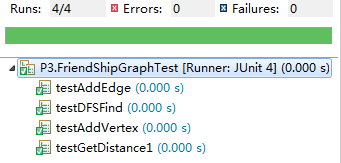 Runs: 4/4 Errors: 0 Failures: 0
P3.FriendShipGraphTest [Runner: JUnit 4] (0.000 s)
testAddEdge (0.000 s)
testDFSFind (0.000 s)
testAddVertex (0.000 s)
testGetDistance1 (0.000 s)